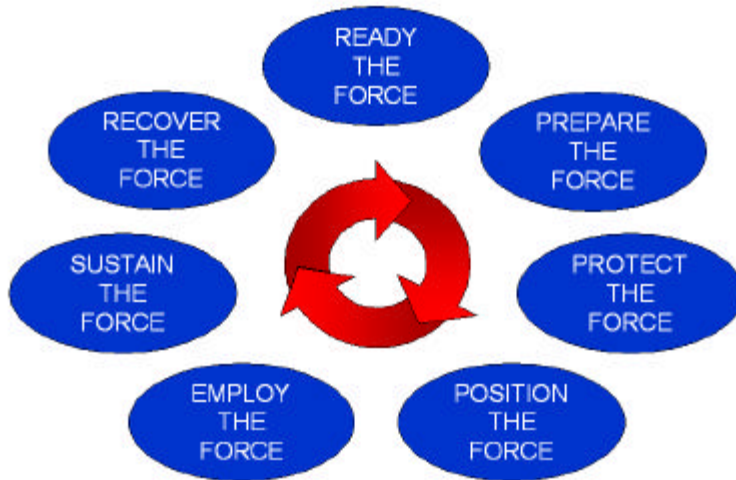 READY
THE
FORCE
PREPARE
THE
FORCE
PROTECT
THE
FORCE
POSITION
THE
FORCE
EMPLOY
THE
FORCE
SUSTAIN
THE
FORCE
RECOVER
THE
FORCE